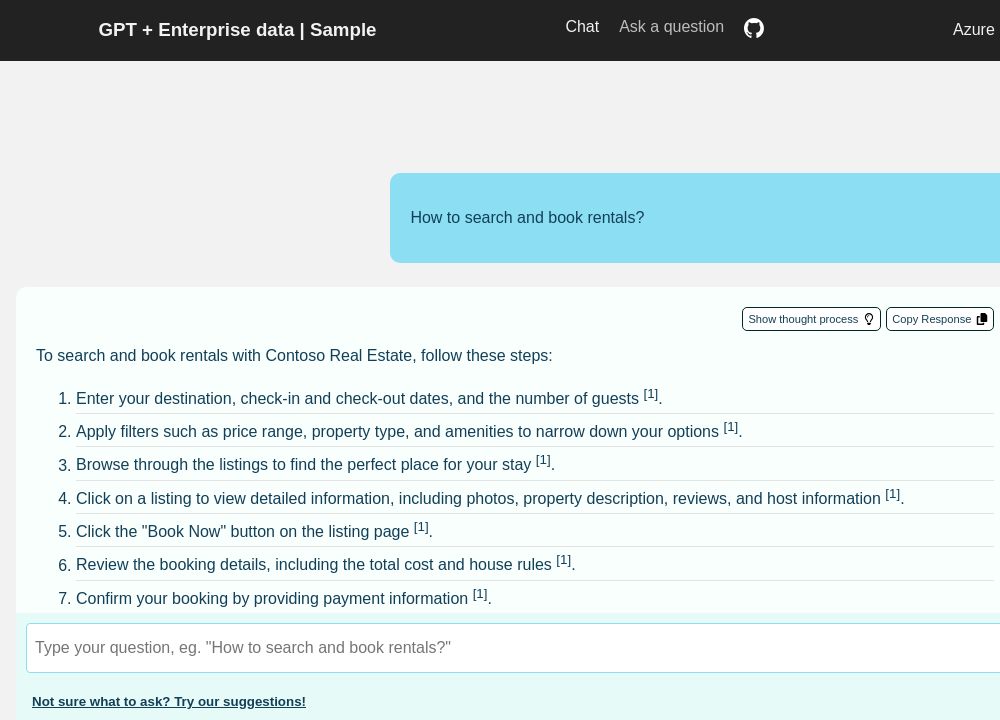 GPT + Enterprise data | Sample
Chat
Ask a question
Azure
How to search and book rentals?
Show thought process
Copy Response
To search and book rentals with Contoso Real Estate, follow these steps:
1. Enter your destination, check-in and check-out dates, and the number of guests [1].
2. Apply filters such as price range, property type, and amenities to narrow down your options [1].
3. Browse through the listings to find the perfect place for your stay [1].
4. Click on a listing to view detailed information, including photos, property description, reviews, and host information [1].
5. Click the "Book Now" button on the listing page [1].
6. Review the booking details, including the total cost and house rules [1].
7. Confirm your booking by providing payment information [1].
Type your question, eg. "How to search and book rentals?"
Not sure what to ask? Try our suggestions!